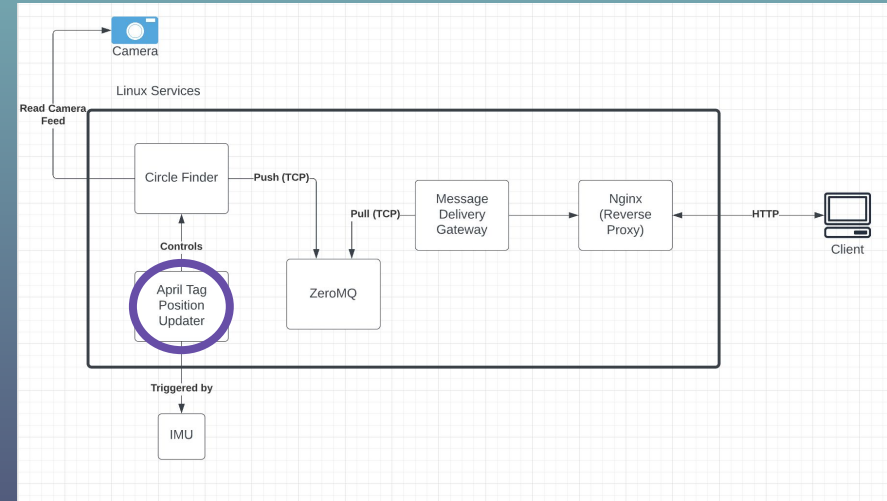 Camera
Linux Services
Read Camera
Feed
Circle Finder
Push (TCP)
Pull (TCP)
Message
Delivery
Gateway
Nginx
(Reverse
Proxy)
HTTP
Client
Controls
April Tag
Position
Updater
ZeroMQ
Triggered by
IMU